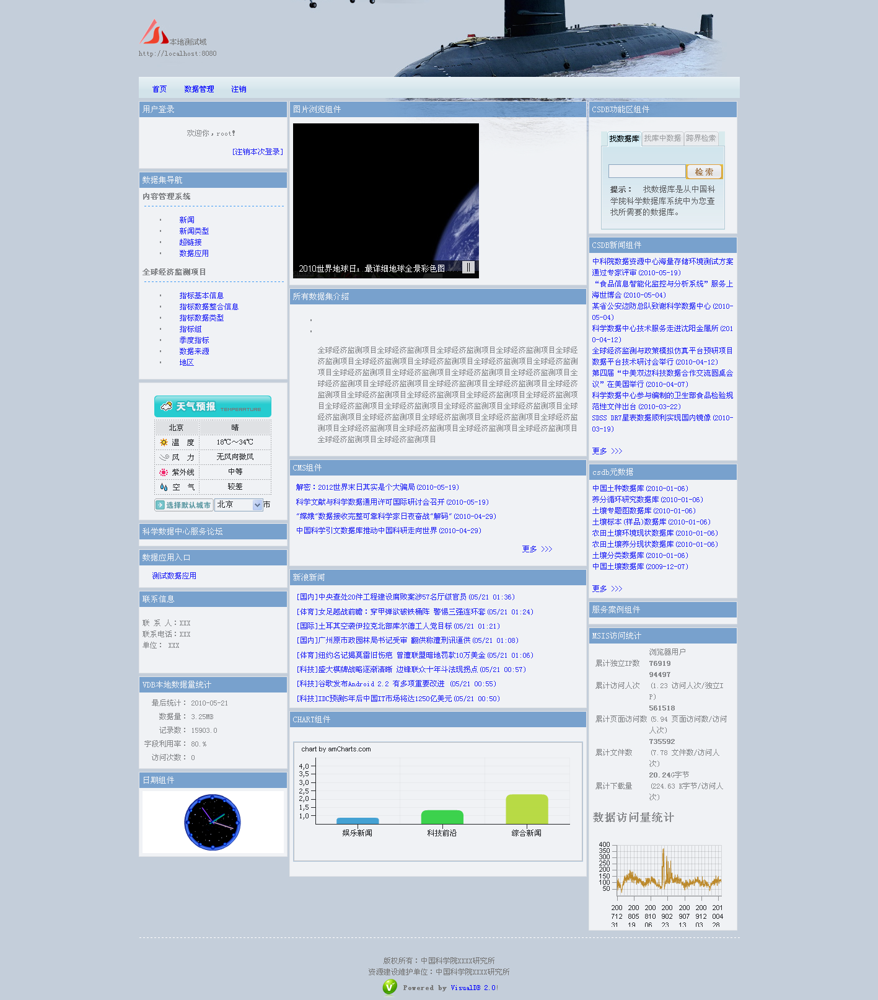 本地测试域
http://localhost:8080
首页 数据管理 注销
用户登录
欢迎你，root!
[注销本次登录]
数据集导航
内容管理系统
新闻
新闻类型
超链接
数据应用
全球经济监测项目
指标基本信息
指标数据整合信息
指标数据类型
指标组
季度指标
数据来源
地区
天气预报 TEMPERATURE
北京 晴
温 度 18℃～34℃
风 力 无风向微风
紫外线 中等
空 气 较差
选择默认城市 北京 市
科学数据中心服务论坛
数据应用入口
测试数据应用
联系信息
联 系 人：XXX
联系电话：XXX
单位： XXX
VDB本地数据量统计
最后统计： 2010-05-21
数据量： 3.25MB
记录数： 15903.0
字段利用率： 80.%
访问次数： 0
日期组件
图片浏览组件
2010世界地球日：最详细地球全景彩色图
所有数据集介绍
全球经济监测项目全球经济监测项目全球经济监测项目全球经济监测项目全球经
济监测项目全球经济监测项目全球经济监测项目全球经济监测项目全球经济监测
项目全球经济监测项目全球经济监测项目全球经济监测项目全球经济监测项目全
球经济监测项目全球经济监测项目全球经济监测项目全球经济监测项目全球经济
监测项目全球经济监测项目全球经济监测项目全球经济监测项目全球经济监测项
目全球经济监测项目全球经济监测项目全球经济监测项目全球经济监测项目全球
经济监测项目全球经济监测项目全球经济监测项目全球经济监测项目全球经济监
测项目全球经济监测项目全球经济监测项目全球经济监测项目全球经济监测项目
全球经济监测项目全球经济监测项目
CMS组件
解密：2012世界末日其实是个大骗局(2010-05-19)
科学文献与科学数据通用许可国际研讨会召开(2010-05-19)
“嫦娥”数据接收完整可靠科学家日夜奋战“解码”(2010-04-29)
中国科学引文数据库推动中国科研走向世界(2010-04-29)
更多 >>>
新浪新闻
[国内]中央查处20件工程建设腐败案涉57名厅级官员(05/21 01:36)
[体育]女足越战前瞻：穿甲弹欲破铁桶阵 警惕三强连环套(05/21 01:24)
[国际]土耳其空袭伊拉克北部库尔德工人党目标(05/21 01:21)
[国内]广州原市政园林局书记受审 翻供称遭刑讯逼供(05/21 01:08)
[体育]纽约名记揭莫雷旧伤疤 曾遭联盟暗地罚款10万美金(05/21 01:06)
[科技]盛大棋牌战略逐渐清晰 边锋联众十年斗法现拐点(05/21 00:57)
[科技]谷歌发布Android 2.2 有多项重要改进 (05/21 00:55)
[科技]IDC预测5年后中国IT市场将达1250亿美元(05/21 00:50)
CHART组件
chart by amCharts.com
4,0
3,5
3,0
2,5
2,0
1,5
1,0
娱乐新闻 科技前沿 综合新闻
CSDB功能区组件
找数据库 找库中数据 跨界检索
检索
提示： 找数据库是从中国科
学院科学数据库系统中为您查
找所需要的数据库。
CSDB新闻组件
中科院数据资源中心海量存储环境测试方案
通过专家评审(2010-05-19)
“食品信息智能化监控与分析系统”服务上
海世博会(2010-05-04)
某省公安边防总队致谢科学数据中心(2010-
05-04)
科学数据中心技术服务走进沈阳金属所(201
0-04-12)
全球经济监测与政策模拟仿真平台预研项目
数据平台技术研讨会举行(2010-04-12)
第四届“中美双边科技数据合作交流圆桌会
议”在美国举行(2010-04-07)
科学数据中心参与编制的卫生部食品检验规
范性文件出台(2010-03-22)
SDSS DR7星表数据顺利实现国内镜像(2010-
03-19)
更多 >>>
csdb元数据
中国土种数据库(2010-01-06)
养分循环研究数据库(2010-01-06)
土壤专题图数据库(2010-01-06)
土壤标本(样品)数据库(2010-01-06)
农田土壤环境现状数据库(2010-01-06)
农田土壤养分现状数据库(2010-01-06)
土壤分类数据库(2010-01-06)
中国土壤数据库(2009-12-07)
更多 >>>
服务案例组件
MSIS访问统计
浏览器用户
累计独立IP数 76919
94497
累计访问人次 (1.23 访问人次/独立I
P)
561518
累计页面访问数 (5.94 页面访问数/访问
人次)
735592
累计文件数 (7.78 文件数/访问人
次)
20.24G字节
累计下载量 (224.63 K字节/访问人
次)
数据访问量统计
400
350
300
250
200
150
100
50
200 200 200 200 200 200 201
712 805 810 902 907 912 004
31 19 06 23 13 03 28
版权所有：中国科学院XXXX研究所
资源建设维护单位：中国科学院XXXX研究所
Powered by VisualDB 2.0!